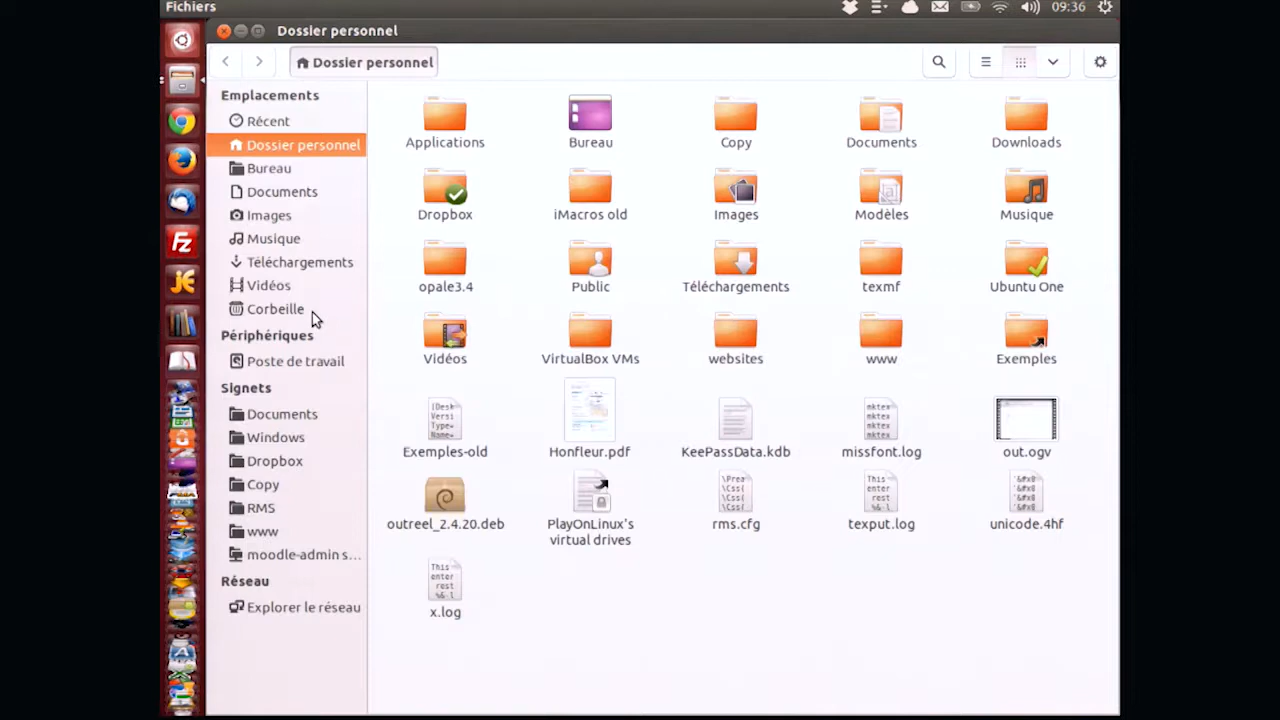 Fichiers
09:36
Dossier personnel
Dossier personnel
Emplacements
Récent
Dossier personnel
Bureau
Documents
Images
Musique
Téléchargements
Vidéos
Corbeille
Périphériques
Poste de travail
Signets
Documents
Windows
Dropbox
Copy
RMS
www
moodle-admin s...
Réseau
Explorer le réseau
Applications
Bureau
Copy
Documents
Downloads
Dropbox
iMacros old
Images
Modèles
Musique
opale3.4
Public
Téléchargements
texmf
Ubuntu One
Vidéos
VirtualBox VMs
websites
www
Exemples
Exemples-old
Honfleur.pdf
KeePassData.kdb
missfont.log
out.ogv
outreel_2.4.20.deb
PlayOnLinux's
virtual drives
rms.cfg
texput.log
unicode.4hf
x.log